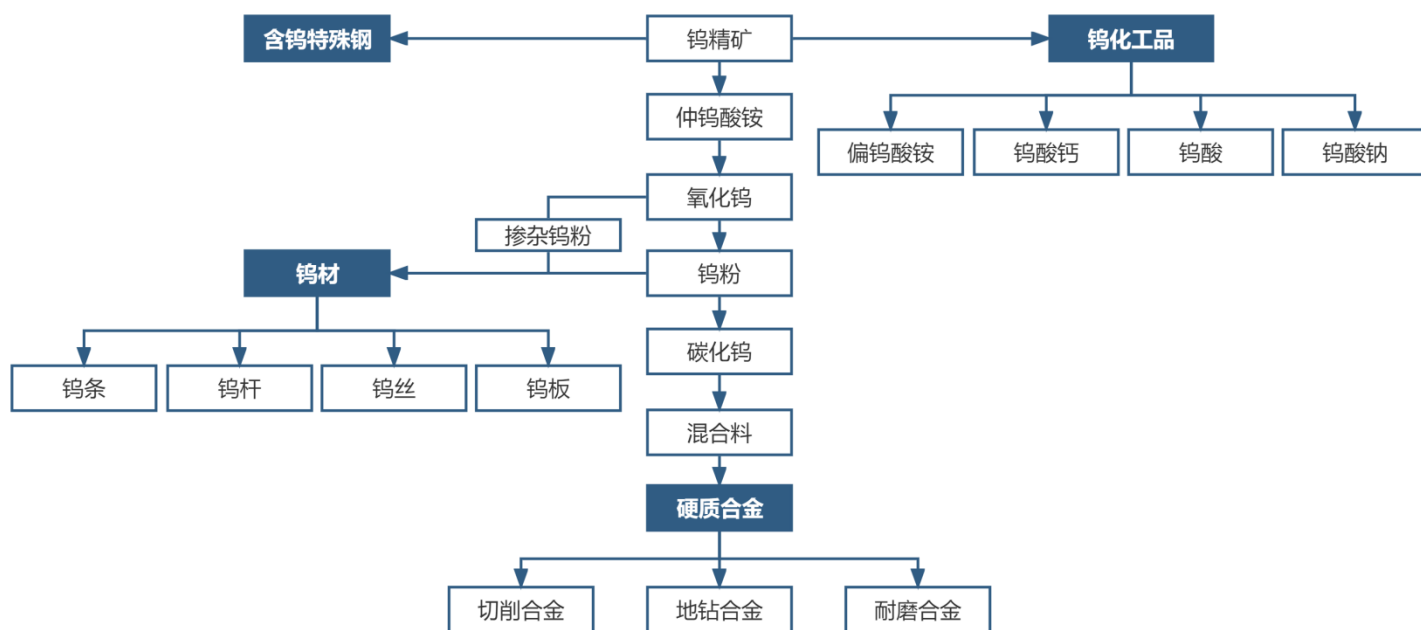 含钨特殊钢
钨精矿
钨化工品
仲钨酸铵
偏钨酸铵
钨酸钙
钨酸
钨酸钠
氧化钨
掺杂钨粉
钨材
钨粉
碳化钨
钨条
钨杆
钨丝
钨板
混合料
硬质合金
切削合金
地钻合金
耐磨合金